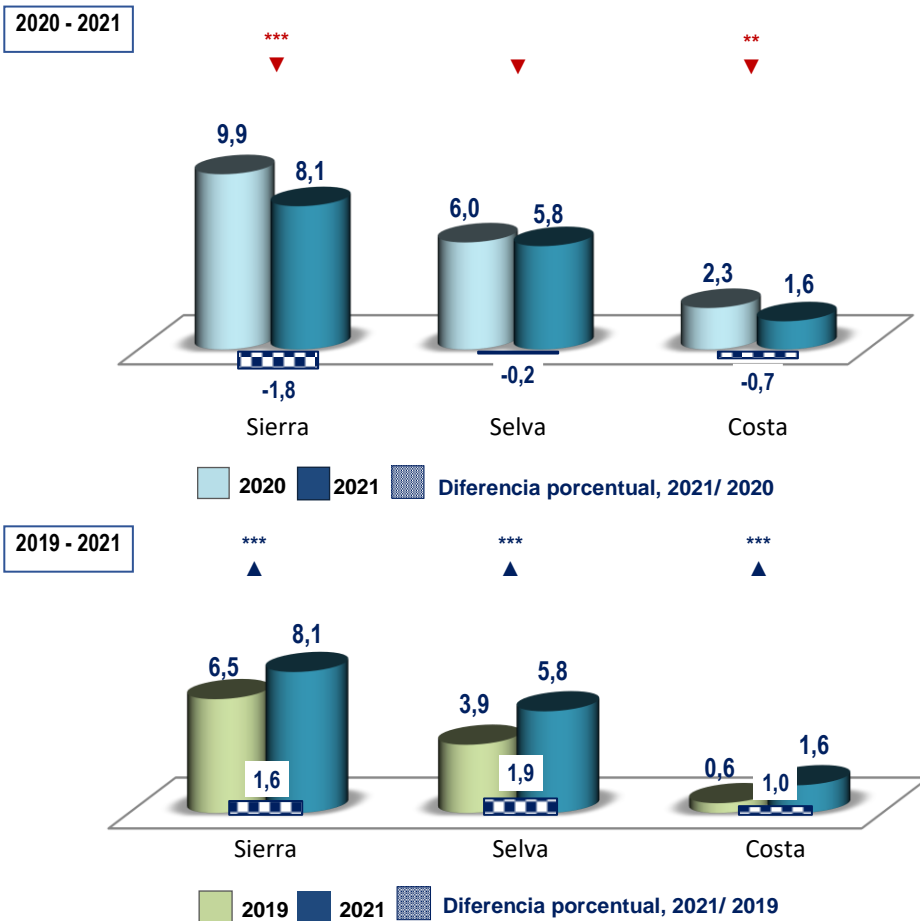 2020 - 2021
*** **
9,9
8,1
6,0
5,8
2,3
1,6
-1,8
-0,2
-0,7
Sierra Selva Costa
2020 2021 Diferencia porcentual, 2021/ 2020
2019 - 2021
*** *** ***
6,5
8,1
3,9
5,8
0,6
1,6
1,6
1,9
1,0
Sierra Selva Costa
2019 2021 Diferencia porcentual, 2021/ 2019